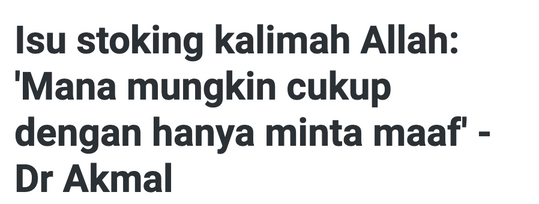 Isu stoking kalimah Allah:
'Mana mungkin cukup
dengan hanya minta maaf' -
Dr Akmal